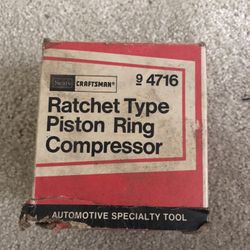 Sears CRAFTSMAN 9 4716
Ratchet Type
Piston Ring
Compressor
AUTOMOTIVE SPECIALTY TOOL